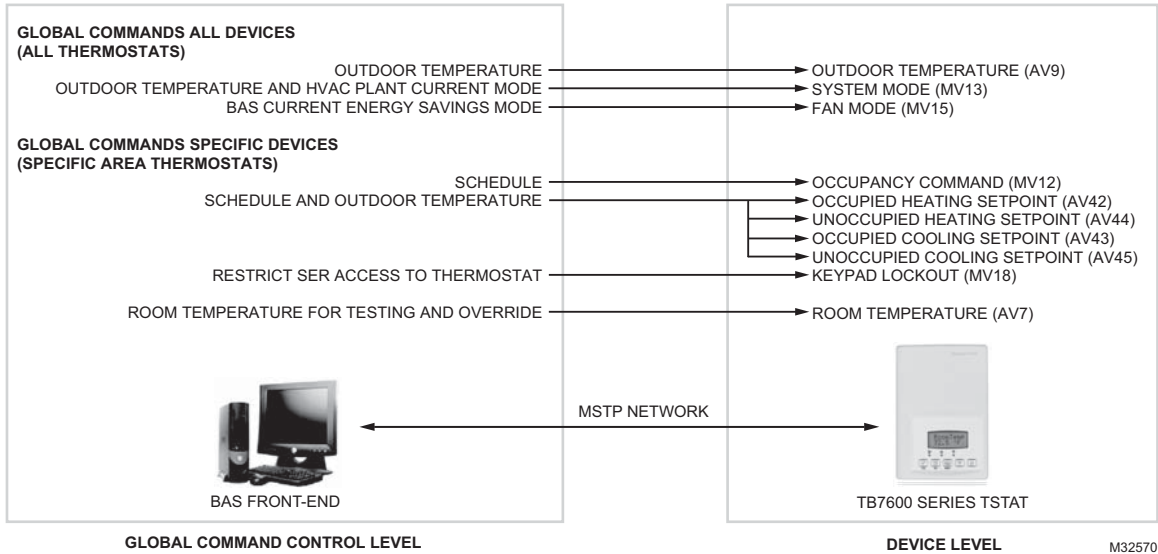 GLOBAL COMMANDS ALL DEVICES
(ALL THERMOSTATS)
OUTDOOR TEMPERATURE
OUTDOOR TEMPERATURE (AV9)
OUTDOOR TEMPERATURE AND HVAC PLANT CURRENT MODE
SYSTEM MODE (MV13)
BAS CURRENT ENERGY SAVINGS MODE
FAN MODE (MV15)
GLOBAL COMMANDS SPECIFIC DEVICES
(SPECIFIC AREA THERMOSTATS)
SCHEDULE
OCCUPANCY COMMAND (MV12)
SCHEDULE AND OUTDOOR TEMPERATURE
OCCUPIED HEATING SETPOINT (AV42)
UNOCCUPIED HEATING SETPOINT (AV44)
OCCUPIED COOLING SETPOINT (AV43)
UNOCCUPIED COOLING SETPOINT (AV45)
RESTRICT SER ACCESS TO THERMOSTAT
KEYPAD LOCKOUT (MV18)
ROOM TEMPERATURE FOR TESTING AND OVERRIDE
ROOM TEMPERATURE (AV7)
MSTP NETWORK
BAS FRONT-END
TB7600 SERIES TSTAT
GLOBAL COMMAND CONTROL LEVEL
DEVICE LEVEL
M32570